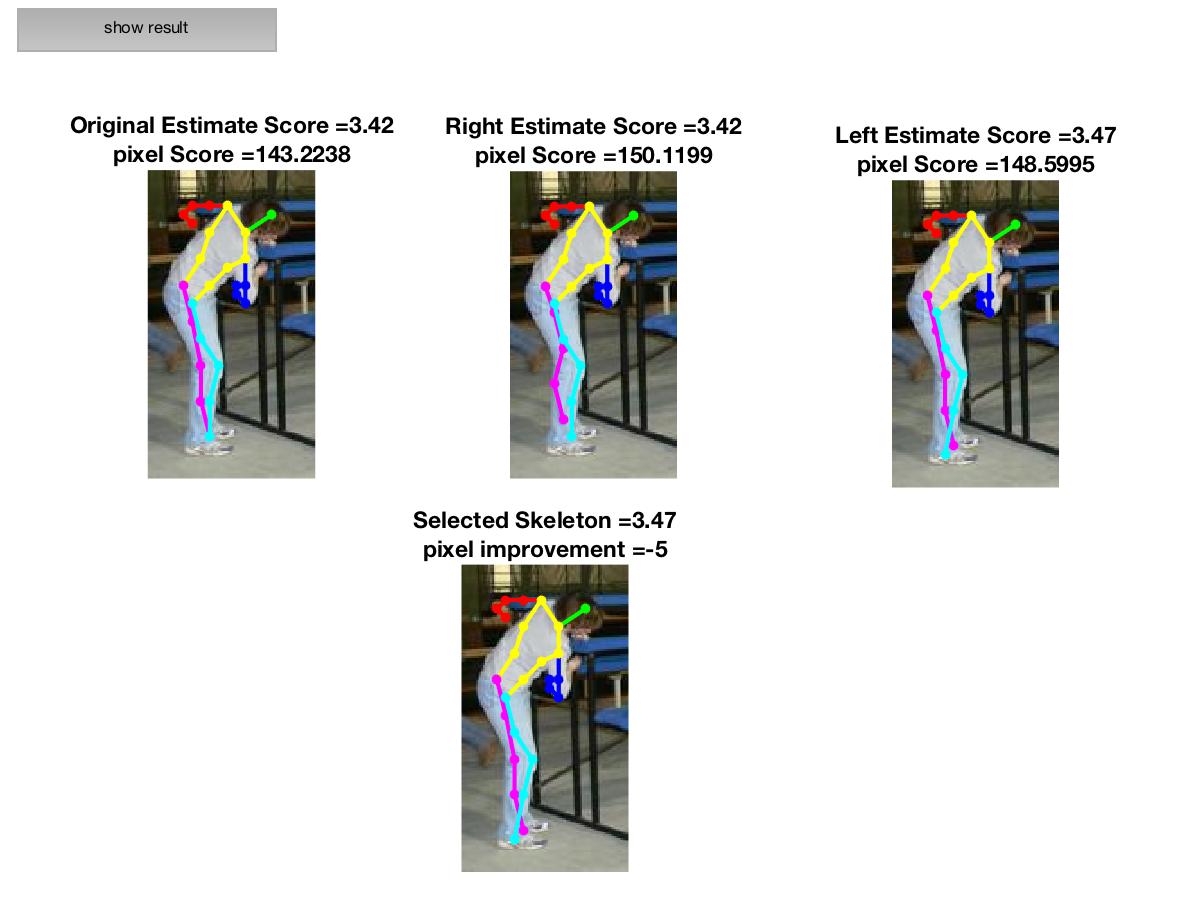 show result
Original Estimate Score =3.42
pixel Score =143.2238
Right Estimate Score =3.42
pixel Score =150.1199
Left Estimate Score =3.47
pixel Score =148.5995
Selected Skeleton =3.47
pixel improvement =-5